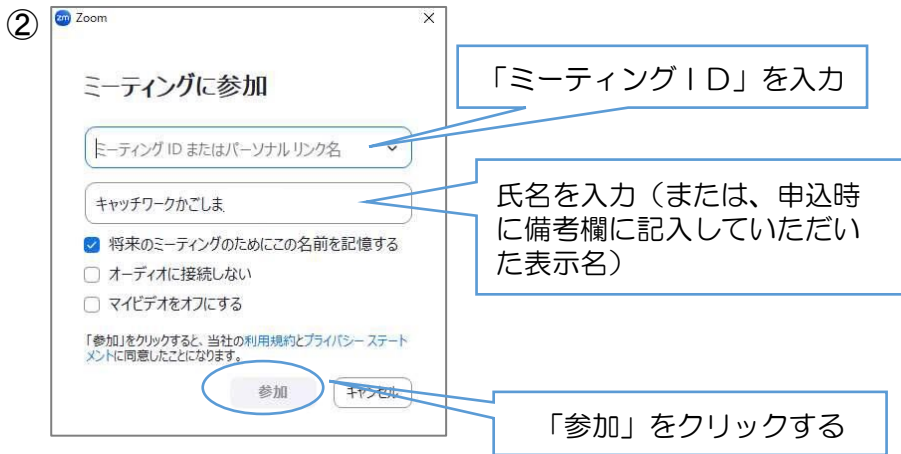 ②
zm Zoom
ミーティングに参加
ミーティング ID またはパーソナル リンク名
キャッチワークかごしま
将来のミーティングのためにこの名前を記憶する
オーディオに接続しない
マイビデオをオフにする
「参加」をクリックすると、当社の利用規約とプライバシー ステート
メントに同意したことになります。
参加
キャンセル
「ミーティングＩＤ」を入力
氏名を入力（または、申込時
に備考欄に記入していただい
た表示名）
「参加」をクリックする